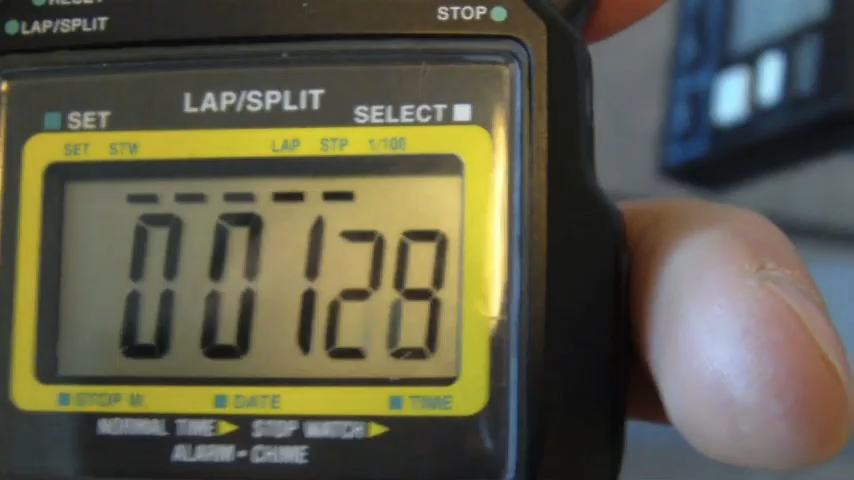 RESET
LAP/SPLIT
STOP
LAP/SPLIT
SET
SELECT
SET STW LAP STP 1/100
00128
STOP W. DATE TIME
NORMAL TIME STOP WATCH
ALARM - CHIME